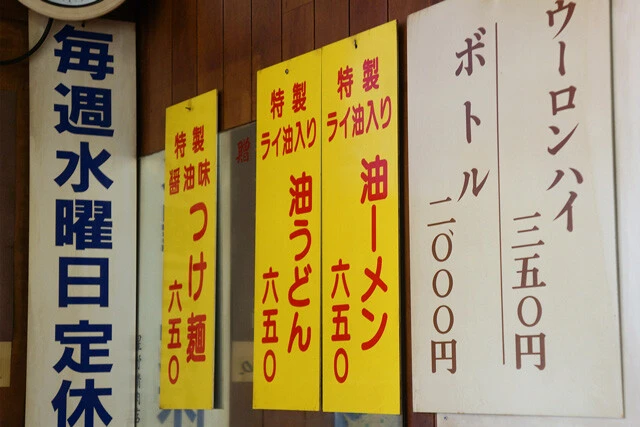 ウーロンハイ 三五〇円
ボトル 二、〇〇〇円
特製
ライ油入り
油ーメン 六五〇
特製
ライ油入り
油うどん 六五〇
贈
特製
醤油味
つけ麺 六五〇
毎週水曜日定休